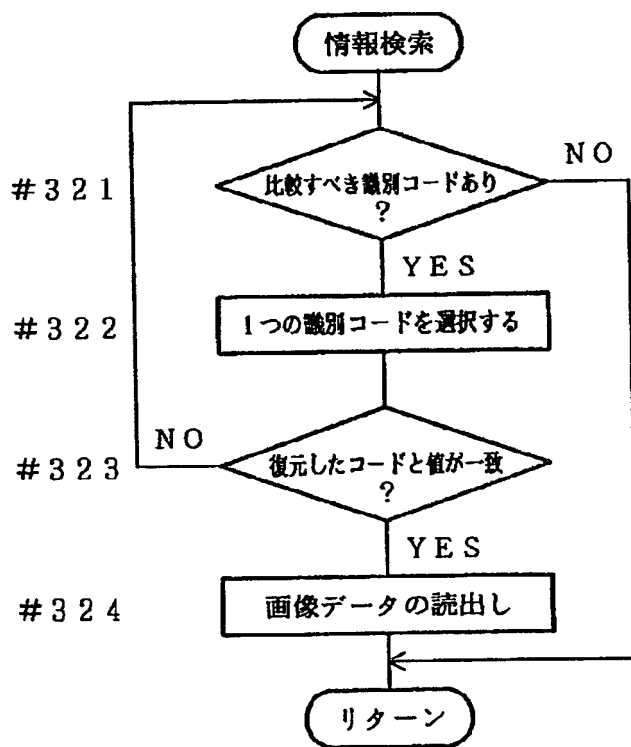 情報検索
NO
#321
比較すべき識別コードあり
?
YES
#322
1つの識別コードを選択する
NO
#323
復元したコードと値が一致
?
YES
#324
画像データの読出し
リターン